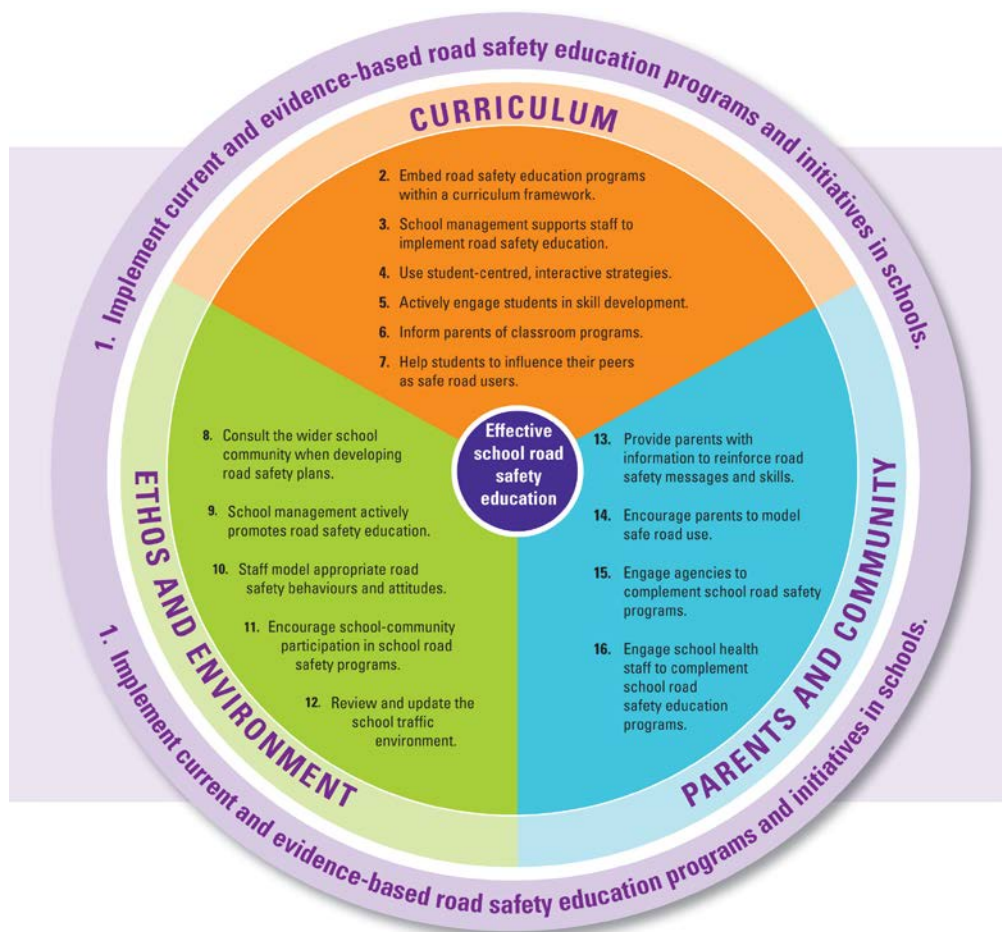 1. Implement current and evidence-based road safety education programs and initiatives in schools.
CURRICULUM
2. Embed road safety education programs
within a curriculum framework.
3. School management supports staff to
implement road safety education.
4. Use student-centred, interactive strategies.
5. Actively engage students in skill development.
6. Inform parents of classroom programs.
7. Help students to influence their peers
as safe road users.
Effective
school road
safety
education
ETHOS AND ENVIRONMENT
8. Consult the wider school
community when developing
road safety plans.
9. School management actively
promotes road safety education.
10. Staff model appropriate road
safety behaviours and attitudes.
11. Encourage school-community
participation in school road
safety programs.
12. Review and update the
school traffic
environment.
PARENTS AND COMMUNITY
13. Provide parents with
information to reinforce road
safety messages and skills.
14. Encourage parents to model
safe road use.
15. Engage agencies to
complement school road safety
programs.
16. Engage school health
staff to complement
school road
safety education
programs.
1. Implement current and evidence-based road safety education programs and initiatives in schools.